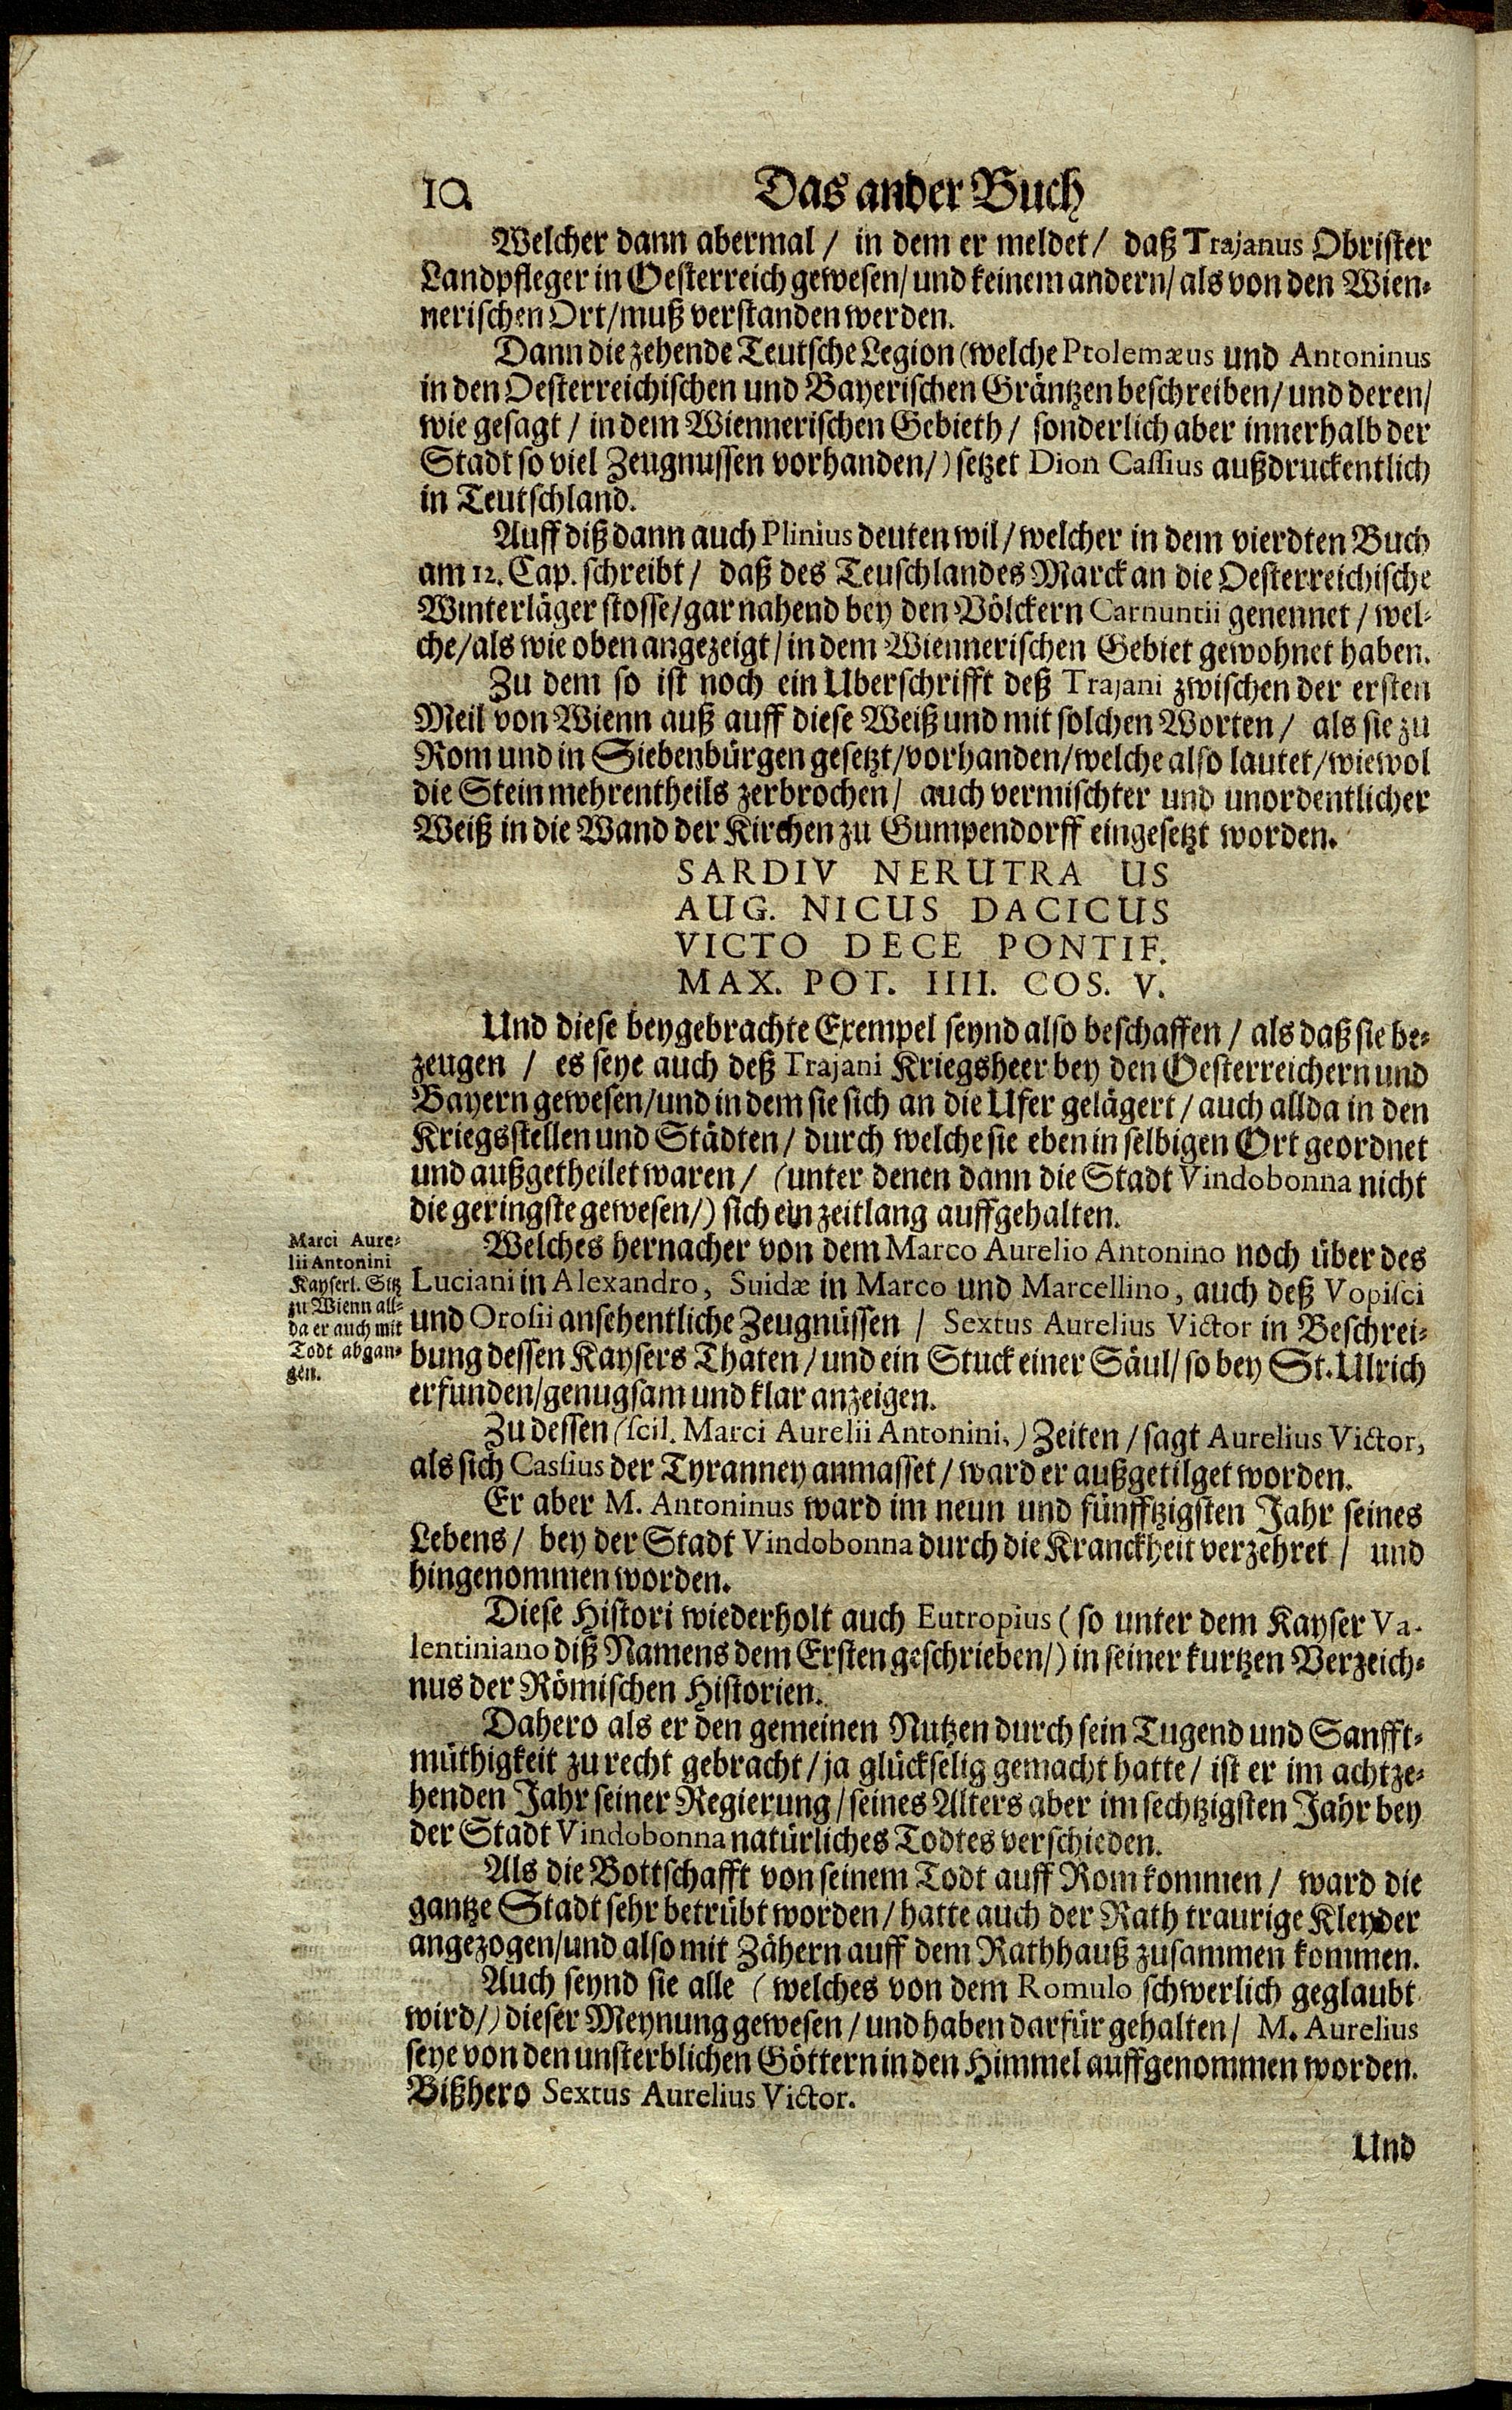 10. Das ander Buch
Welcher dann abermal / in dem er meldet / daß Trajanus Obrister
Landpfleger in Oesterreich gewesen / und keinem andern / als von den Wien-
nerischen Ort / muß verstanden werden.
Dann die zehende Teutsche Legion (welche Ptolemæus und Antoninus
in den Oesterreichischen und Bayerischen Gräntzen beschreiben / und deren /
wie gesagt / in dem Wiennerischen Gebieth / sonderlich aber innerhalb der
Stadt so viel Zeugnussen vorhanden /) setzet Dion Cassius außdruckentlich
in Teutschland.
Auff diß dann auch Plinius deuten wil / welcher in dem vierdten Buch
am 12. Cap. schreibt / daß des Teuschlandes Marck an die Oesterreichische
Winterläger stosse / gar nahend bey den Völckern Carnuntii genennet / wel-
che / als wie oben angezeigt / in dem Wiennerischen Gebiet gewohnet haben.
Zu dem so ist noch ein Uberschrifft deß Trajani zwischen der ersten
Meil von Wienn auß auff diese Weiß und mit solchen Worten / als sie zu
Rom und in Siebenbürgen gesetzt / vorhanden / welche also lautet / wiewol
die Stein mehrentheils zerbrochen / auch vermischter und unordentlicher
Weiß in die Wand der Kirchen zu Gumpendorff eingesetzt worden.
SARDIV NERUTRA US
AUG. NICUS DACICUS
VICTO DECE PONTIF.
MAX. POT. IIII. COS. V.
Und diese beygebrachte Exempel seynd also beschaffen / als daß sie be-
zeugen / es seye auch deß Trajani Kriegsheer bey den Oesterreichern und
Bayern gewesen / und in dem sie sich an die Ufer gelägert / auch allda in den
Kriegsstellen und Städten / durch welche sie eben in selbigen Ort geordnet
und außgetheilet waren / (unter denen dann die Stadt Vindobonna nicht
die geringste gewesen /) sich ein zeitlang auffgehalten.
Marci Aure-
lii Antonini
Kayserl. Sitz
zu Wienn all-
da er auch mit
Todt abgan-
gen.
Welches hernacher von dem Marco Aurelio Antonino noch über des
Luciani in Alexandro, Suidæ in Marco und Marcellino, auch deß Vopisci
und Orosii ansehentliche Zeugnüssen / Sextus Aurelius Victor in Beschrei-
bung dessen Kaysers Thaten / und ein Stuck einer Säul / so bey St. Ulrich
erfunden / genugsam und klar anzeigen.
Zu dessen (scil. Marci Aurelii Antonini,) Zeiten / sagt Aurelius Victor,
als sich Cassius der Tyranney anmasset / ward er außgetilget worden.
Er aber M. Antoninus ward im neun und fünfftzigsten Jahr seines
Lebens / bey der Stadt Vindobonna durch die Kranckheit verzehret / und
hingenommen worden.
Diese Histori wiederholt auch Eutropius (so unter dem Kayser Va-
lentiniano diß Namens dem Ersten geschrieben /) in seiner kurtzen Verzeich-
nus der Römischen Historien.
Dahero als er den gemeinen Nutzen durch sein Tugend und Sanfft-
müthigkeit zu recht gebracht / ja glückselig gemacht hatte / ist er im achtze-
henden Jahr seiner Regierung / seines Alters aber im sechtzigsten Jahr bey
der Stadt Vindobonna natürliches Todtes verschieden.
Als die Bottschafft von seinem Todt auff Rom kommen / ward die
gantze Stadt sehr betrübt worden / hatte auch der Rath traurige Kleyder
angezogen / und also mit Zähern auff dem Rathhauß zusammen kommen.
Auch seynd sie alle (welches von dem Romulo schwerlich geglaubt
wird /) dieser Meynung gewesen / und haben darfür gehalten / M. Aurelius
seye von den unsterblichen Göttern in den Himmel auffgenommen worden.
Bißhero Sextus Aurelius Victor.
Und